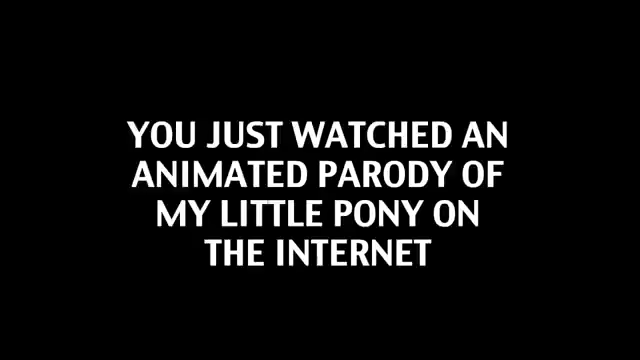 YOU JUST WATCHED AN
ANIMATED PARODY OF
MY LITTLE PONY ON
THE INTERNET